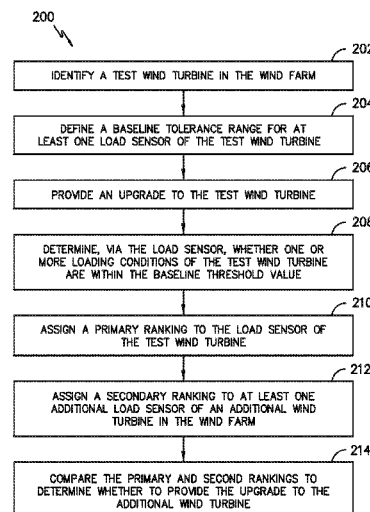 200
202
IDENTIFY A TEST WIND TURBINE IN THE WIND FARM
204
DEFINE A BASELINE TOLERANCE RANGE FOR AT
LEAST ONE LOAD SENSOR OF THE TEST WIND TURBINE
206
PROVIDE AN UPGRADE TO THE TEST WIND TURBINE
208
DETERMINE, VIA THE LOAD SENSOR, WHETHER ONE OR
MORE LOADING CONDITIONS OF THE TEST WIND TURBINE
ARE WITHIN THE BASELINE THRESHOLD VALUE
210
ASSIGN A PRIMARY RANKING TO THE LOAD SENSOR OF
THE TEST WIND TURBINE
212
ASSIGN A SECONDARY RANKING TO AT LEAST ONE
ADDITIONAL LOAD SENSOR OF AN ADDITIONAL WIND
TURBINE IN THE WIND FARM
214
COMPARE THE PRIMARY AND SECOND RANKINGS TO
DETERMINE WHETHER TO PROVIDE THE UPGRADE TO THE
ADDITIONAL WIND TURBINE